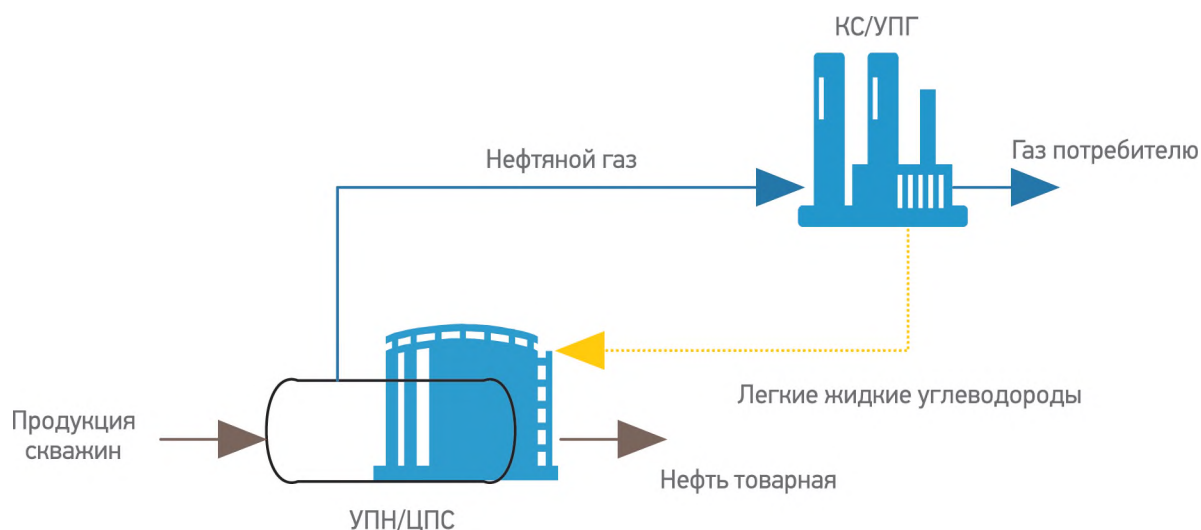 КС/УПГ
Нефтяной газ
Газ потребителю
Легкие жидкие углеводороды
Продукция
скважин
Нефть товарная
УПН/ЦПС